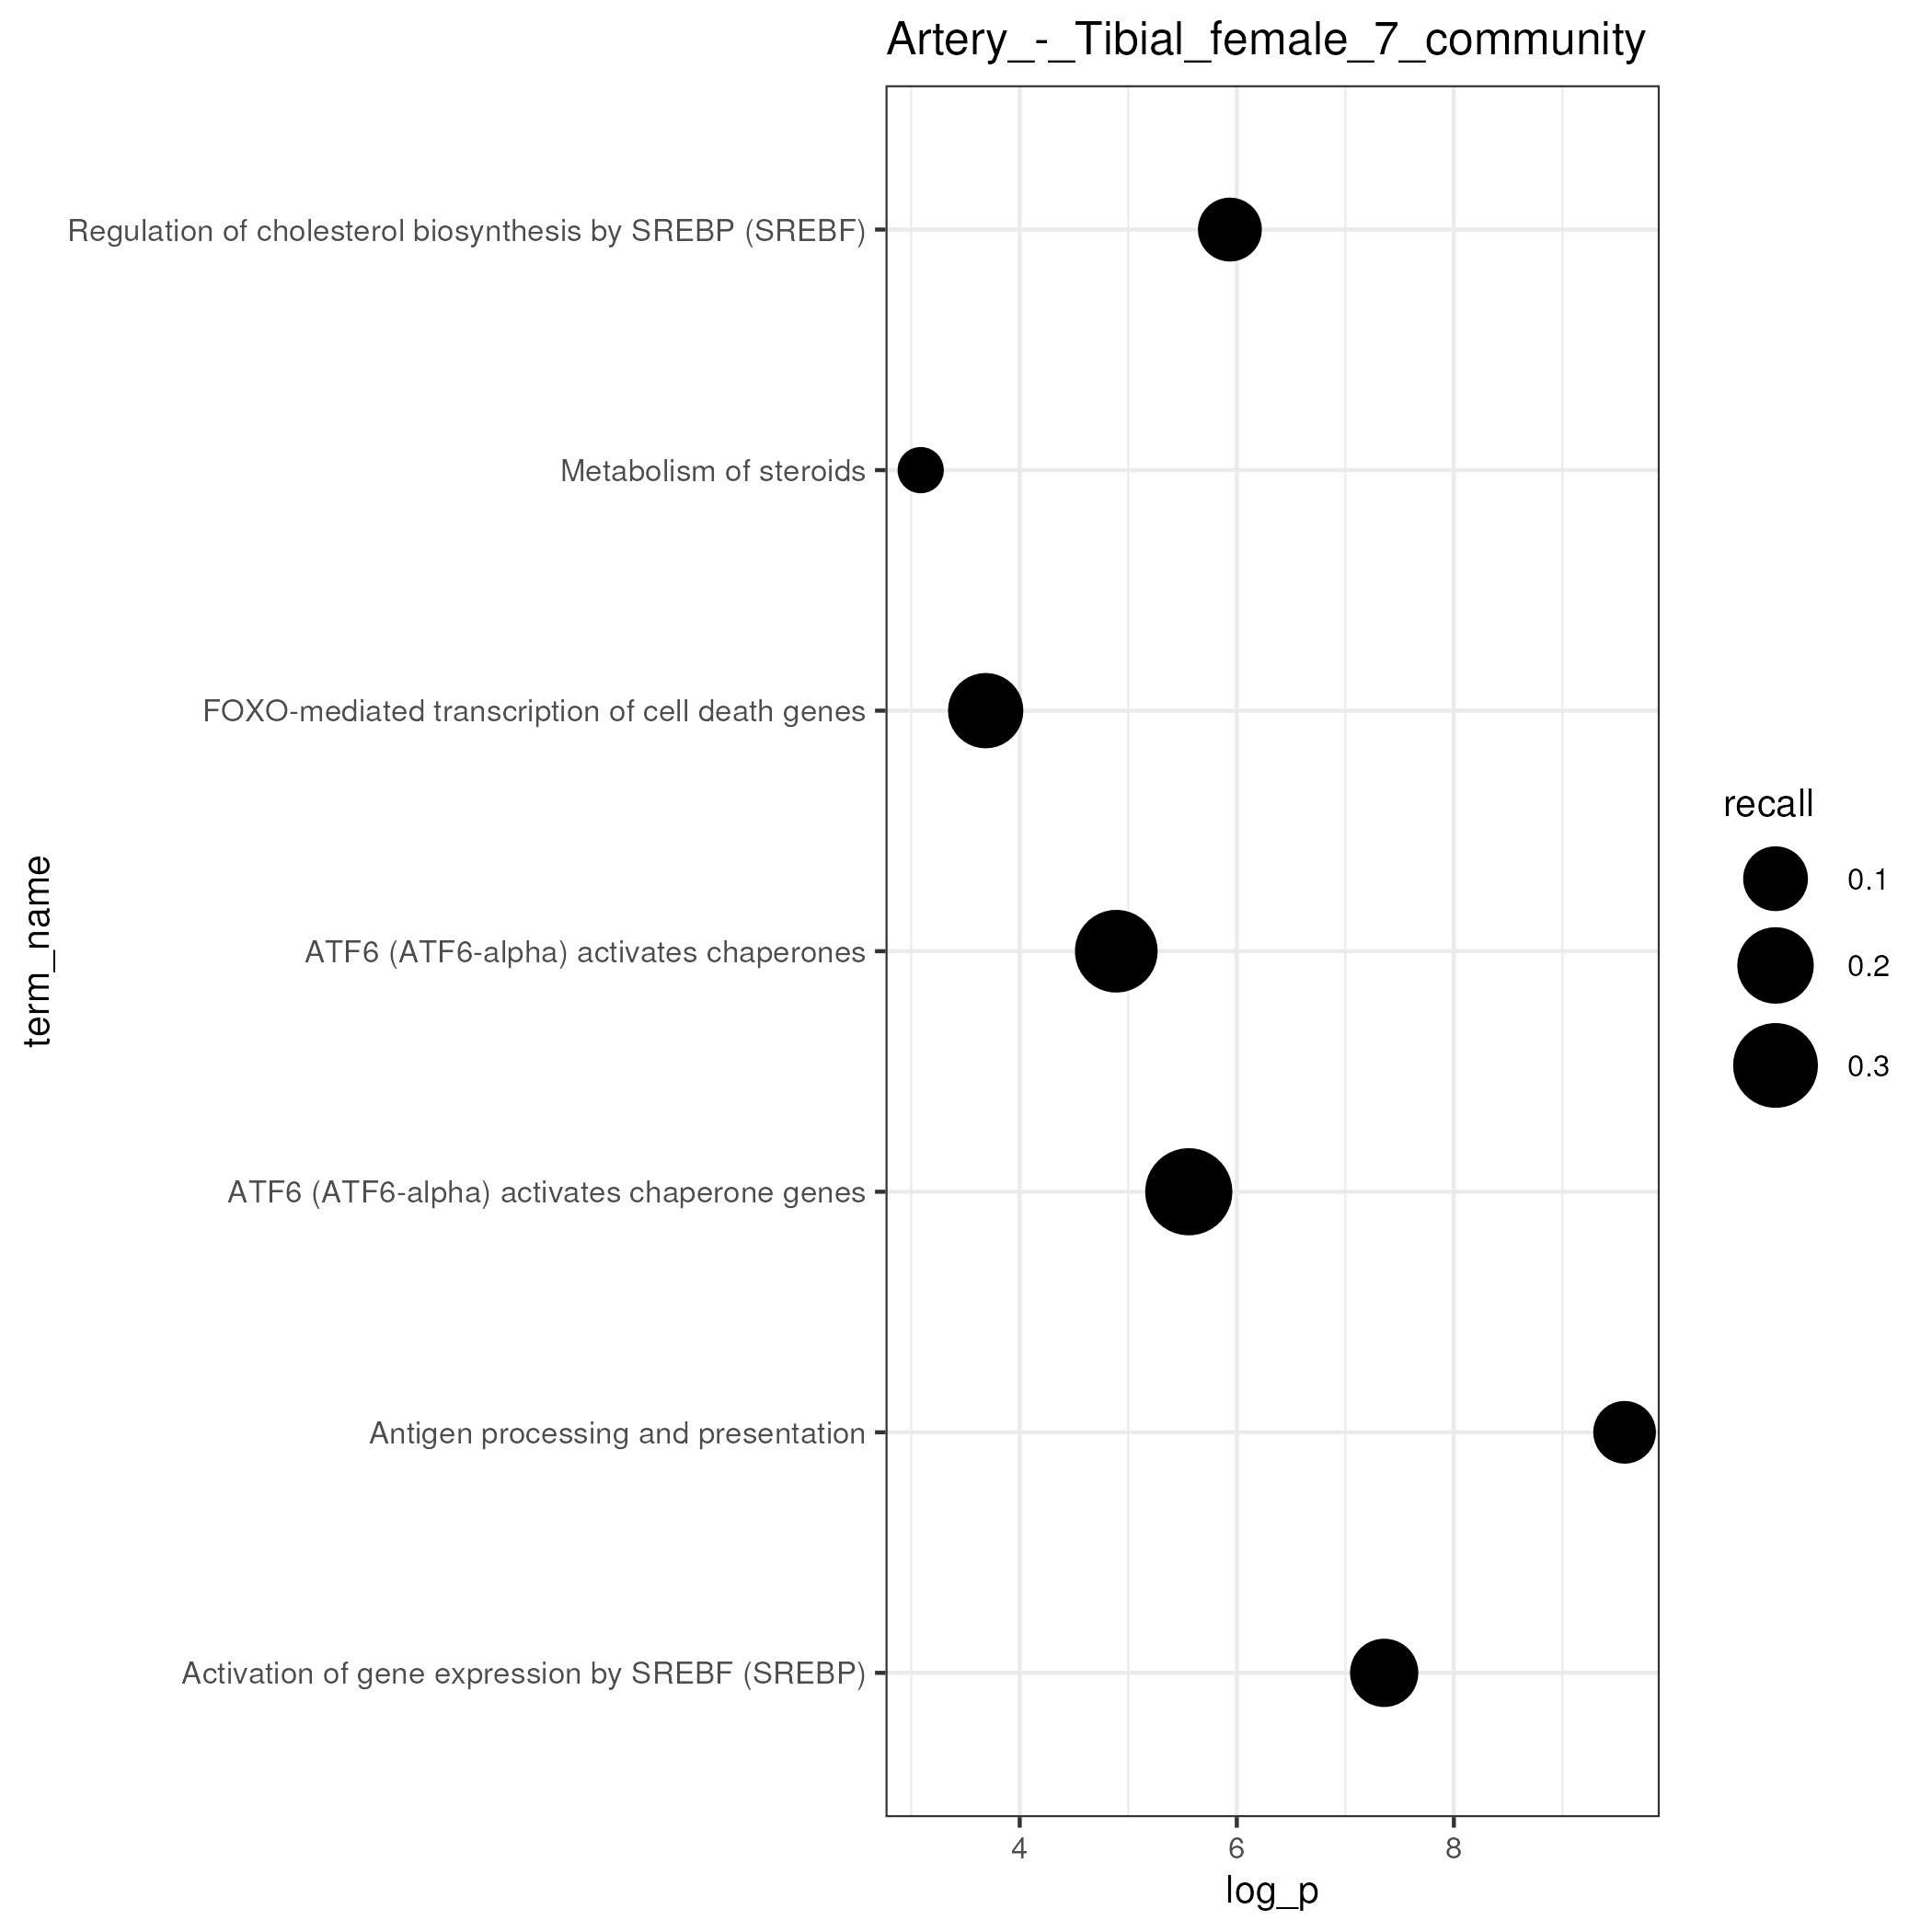 Artery_-_Tibial_female_7_community
Regulation of cholesterol biosynthesis by SREBP (SREBF)
Metabolism of steroids
FOXO-mediated transcription of cell death genes
ATF6 (ATF6-alpha) activates chaperones
ATF6 (ATF6-alpha) activates chaperone genes
Antigen processing and presentation
Activation of gene expression by SREBF (SREBP)
term_name
4 6 8
log_p
recall
0.1
0.2
0.3